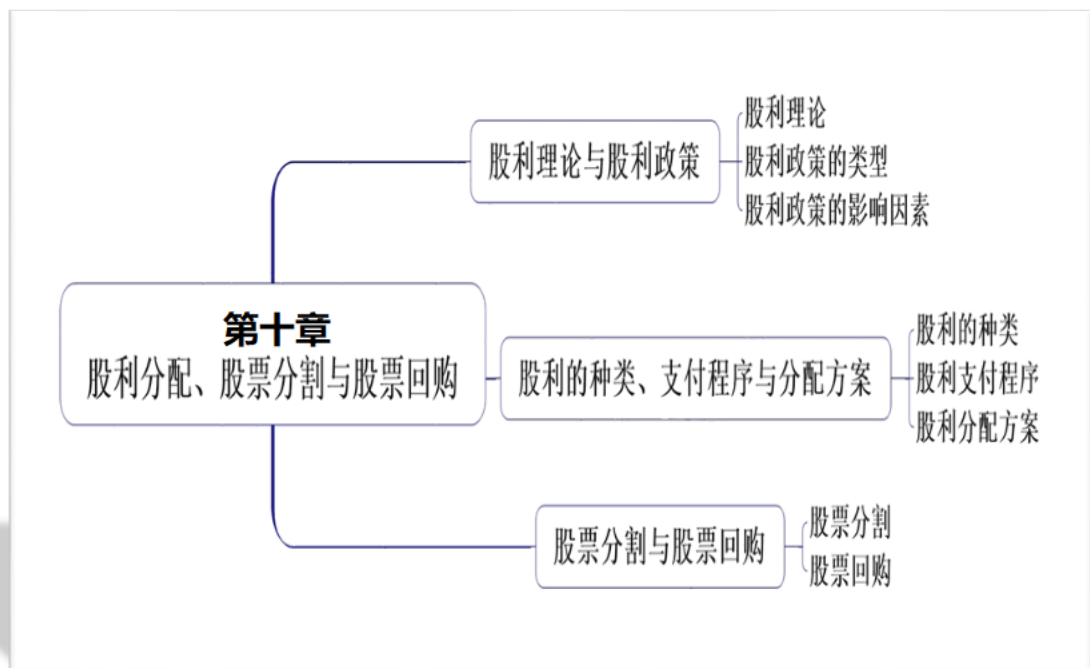 第十章
股利分配、股票分割与股票回购
股利理论与股利政策
股利理论
股利政策的类型
股利政策的影响因素
股利的种类、支付程序与分配方案
股利的种类
股利支付程序
股利分配方案
股票分割与股票回购
股票分割
股票回购